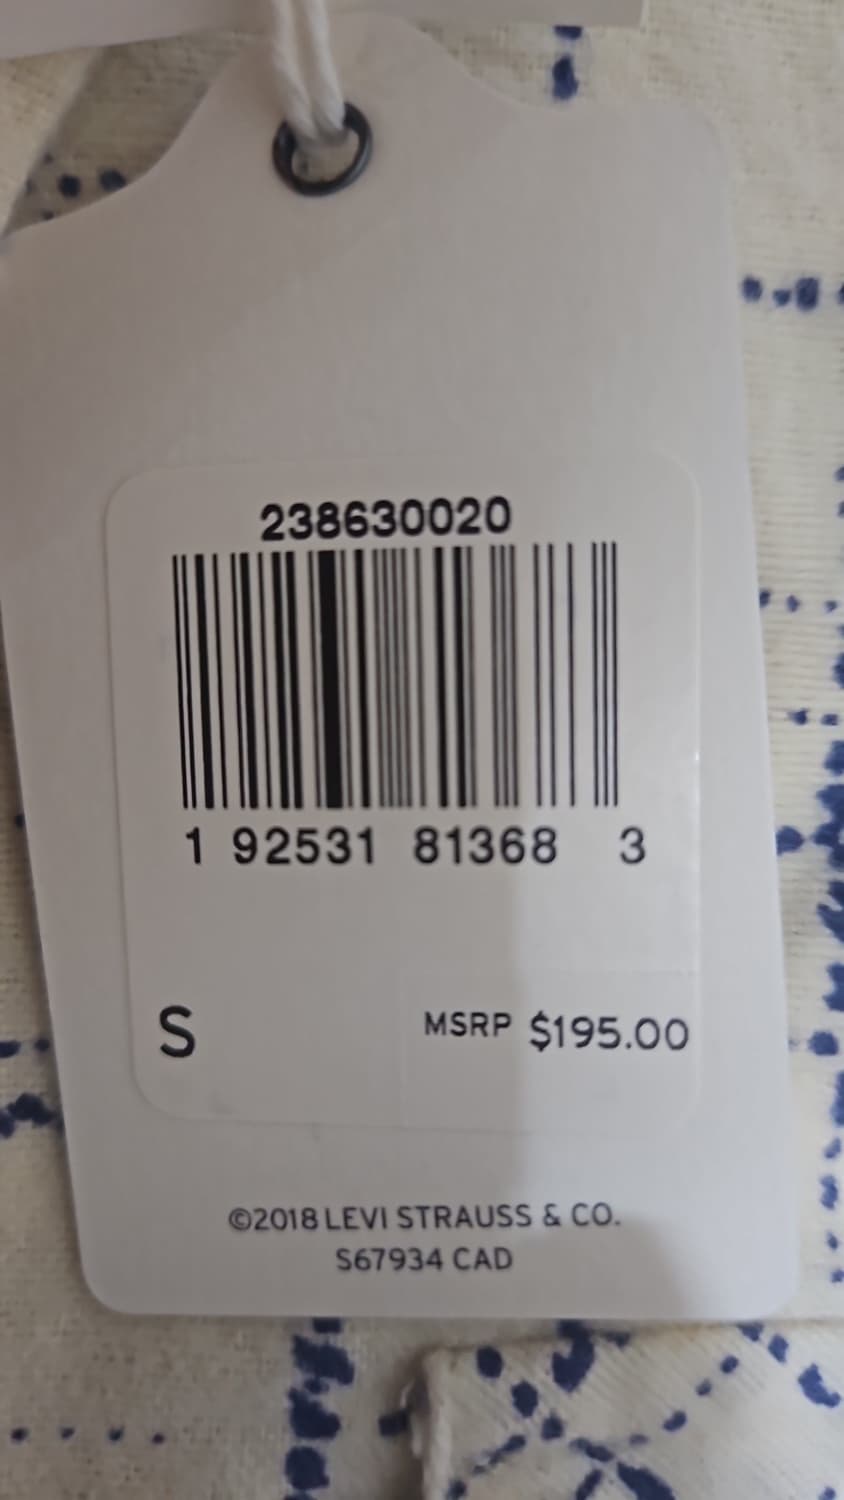 238630020
1 92531 81368 3
S MSRP $195.00
©2018 LEVI STRAUSS & CO.
S67934 CAD